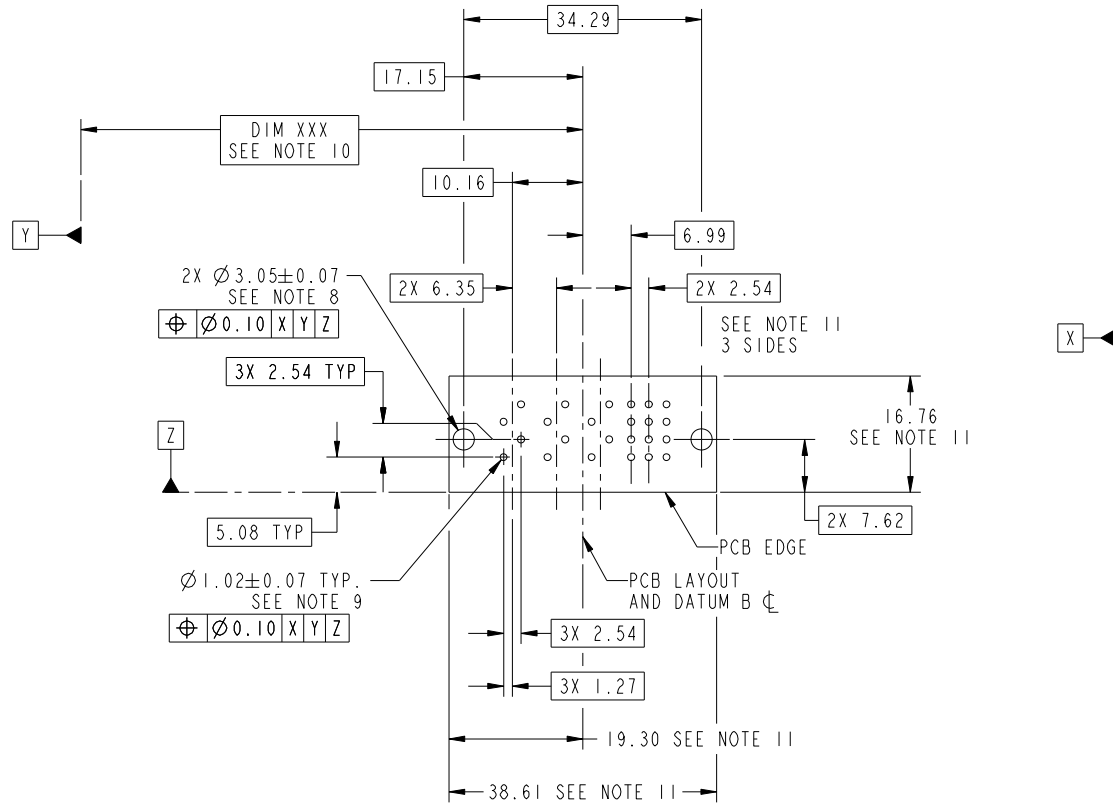 34.29
17.15
DIM XXX
SEE NOTE 10
10.16
Y
6.99
2X Ø3.05±0.07
SEE NOTE 8
⌖ Ø0.10 X Y Z
2X 6.35
2X 2.54
SEE NOTE 11
3 SIDES
X
3X 2.54 TYP
16.76
SEE NOTE 11
Z
5.08 TYP
2X 7.62
PCB EDGE
Ø1.02±0.07 TYP.
SEE NOTE 9
⌖ Ø0.10 X Y Z
PCB LAYOUT
AND DATUM B ℄
3X 2.54
3X 1.27
19.30 SEE NOTE 11
38.61 SEE NOTE 11